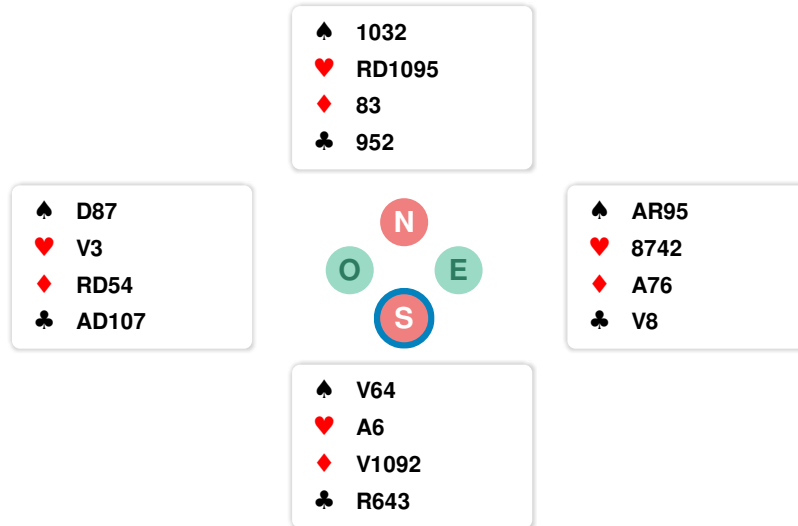 ♠ 1032
♥ RD1095
♦ 83
♣ 952
♠ D87
♥ V3
♦ RD54
♣ AD107
N
O E
S
♠ AR95
♥ 8742
♦ A76
♣ V8
♠ V64
♥ A6
♦ V1092
♣ R643